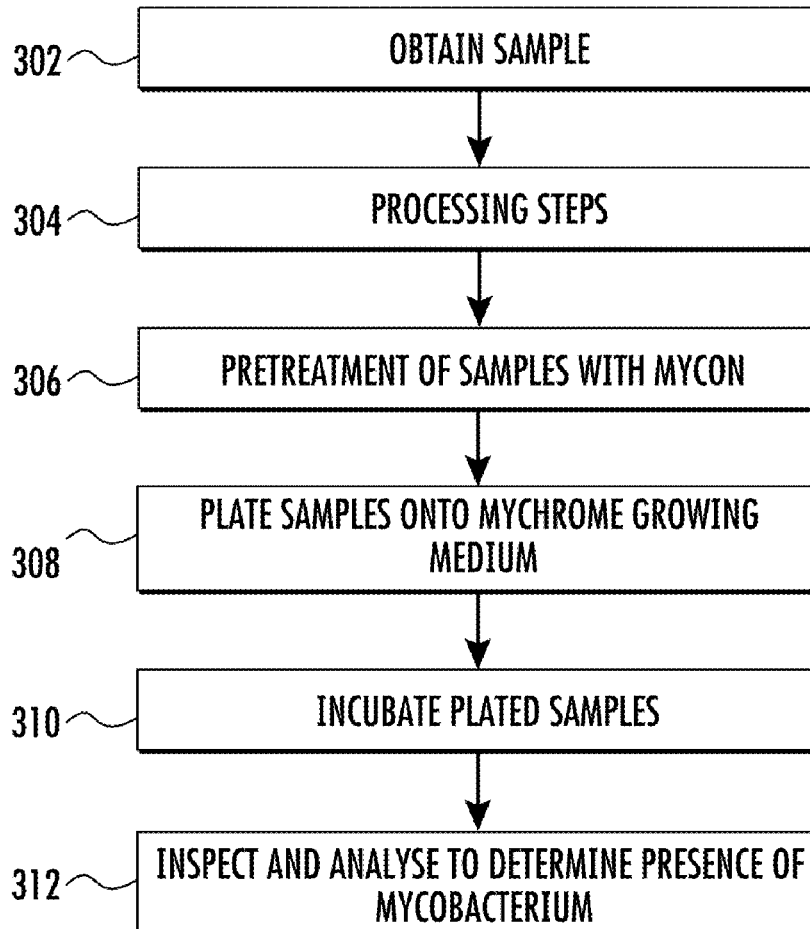 302 OBTAIN SAMPLE
304 PROCESSING STEPS
306 PRETREATMENT OF SAMPLES WITH MYCON
308 PLATE SAMPLES ONTO MYCHROME GROWING
MEDIUM
310 INCUBATE PLATED SAMPLES
312 INSPECT AND ANALYSE TO DETERMINE PRESENCE OF
MYCOBACTERIUM